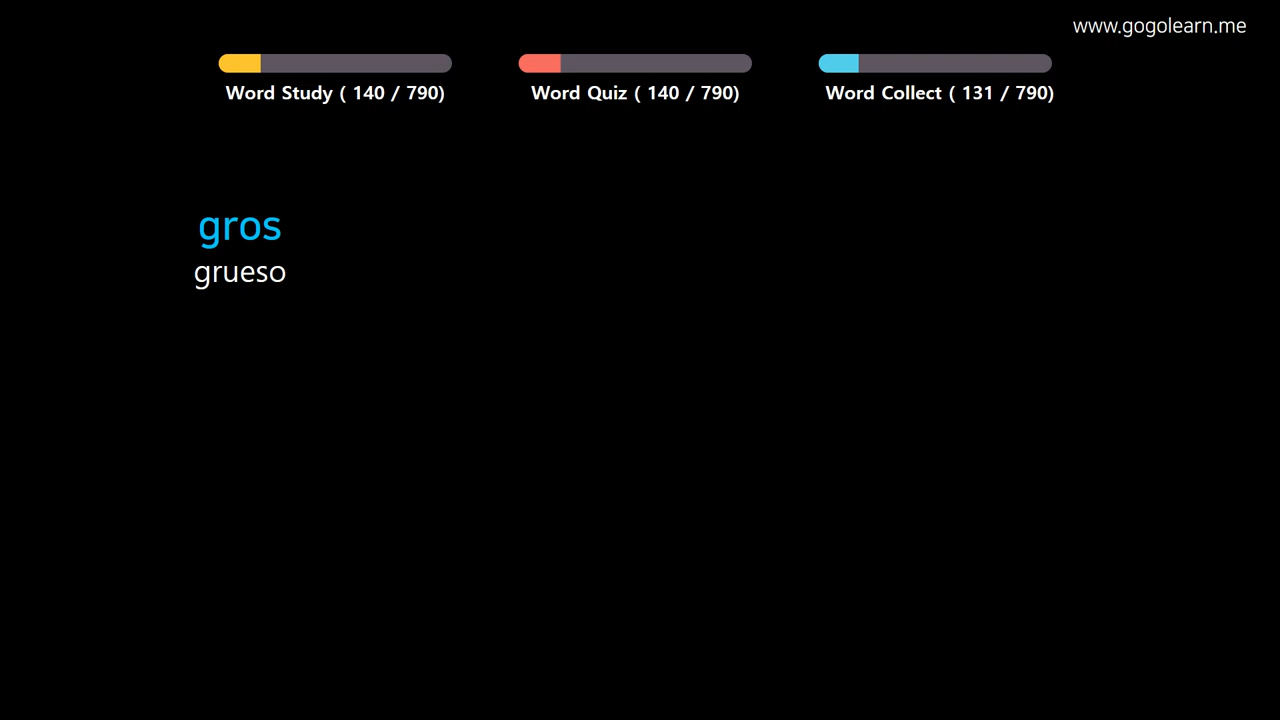 www.gogolearn.me
Word Study ( 140 / 790)
Word Quiz ( 140 / 790)
Word Collect ( 131 / 790)
gros
grueso